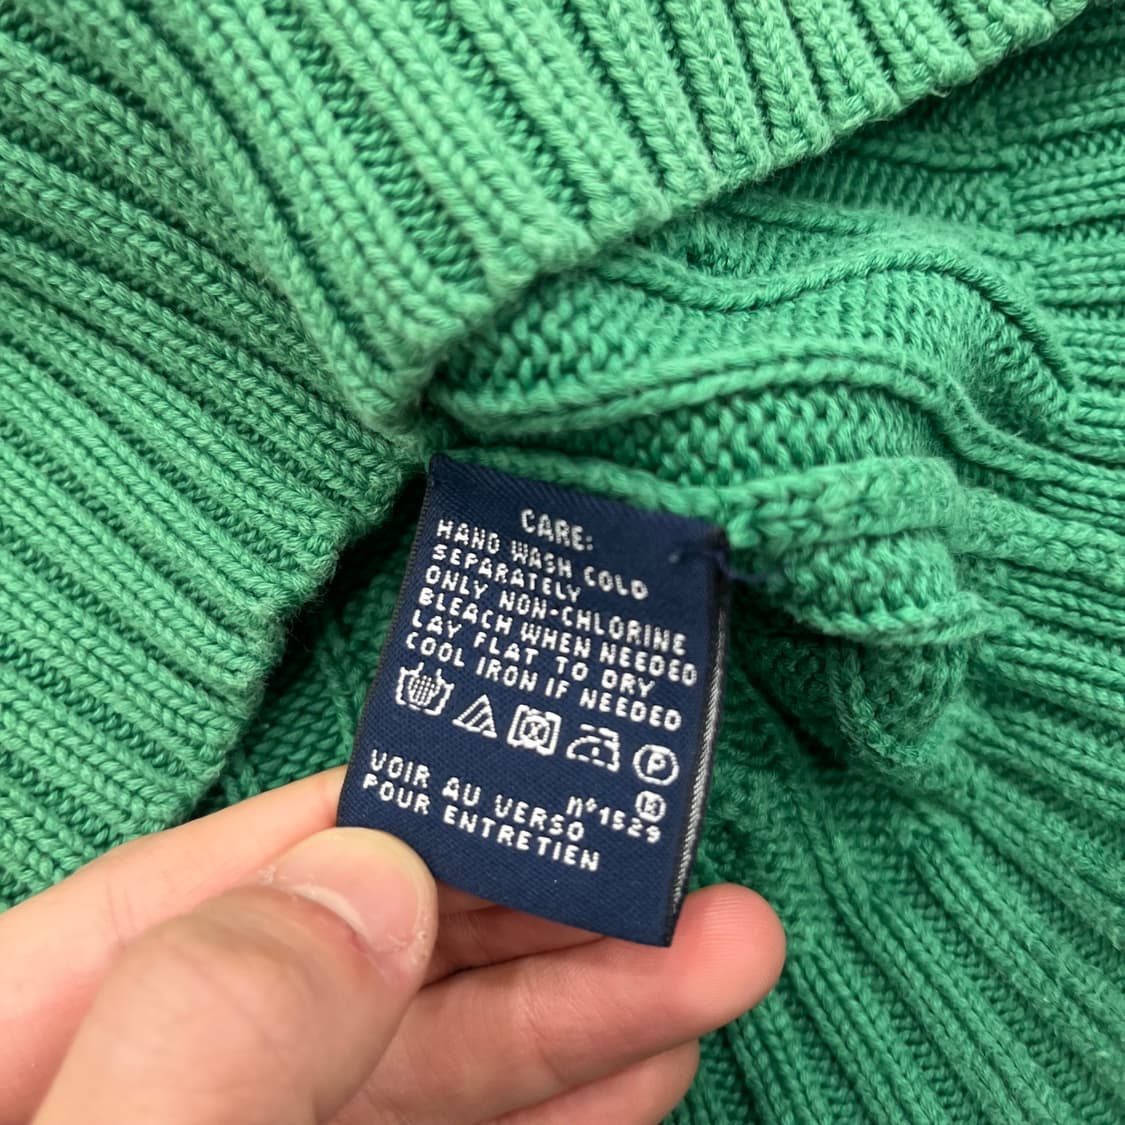 CARE:
HAND WASH COLD
SEPARATELY
ONLY NON-CHLORINE
BLEACH WHEN NEEDED
LAY FLAT TO DRY
COOL IRON IF NEEDED
P
K
VOIR AU VERSO n°1529
POUR ENTRETIEN